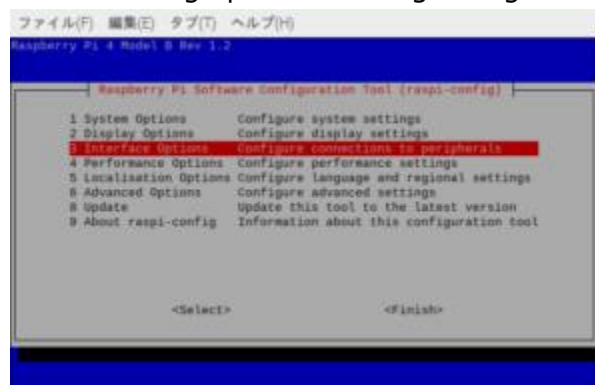 ファイル(F) 編集(E) タブ(T) ヘルプ(H)
Raspberry Pi 4 Model B Rev 1.2
Raspberry Pi Software Configuration Tool (raspi-config)
1 System Options Configure system settings
2 Display Options Configure display settings
3 Interface Options Configure connections to peripherals
4 Performance Options Configure performance settings
5 Localisation Options Configure language and regional settings
6 Advanced Options Configure advanced settings
8 Update Update this tool to the latest version
9 About raspi-config Information about this configuration tool
<Select> <Finish>